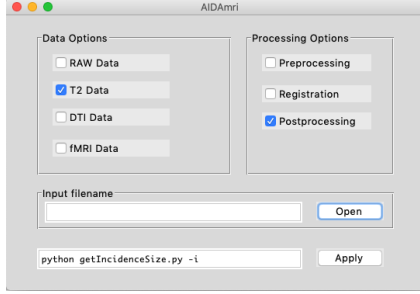 AIDAmri
Data Options
RAW Data
T2 Data
DTI Data
fMRI Data
Processing Options
Preprocessing
Registration
Postprocessing
Input filename
Open
python getIncidenceSize.py -i
Apply